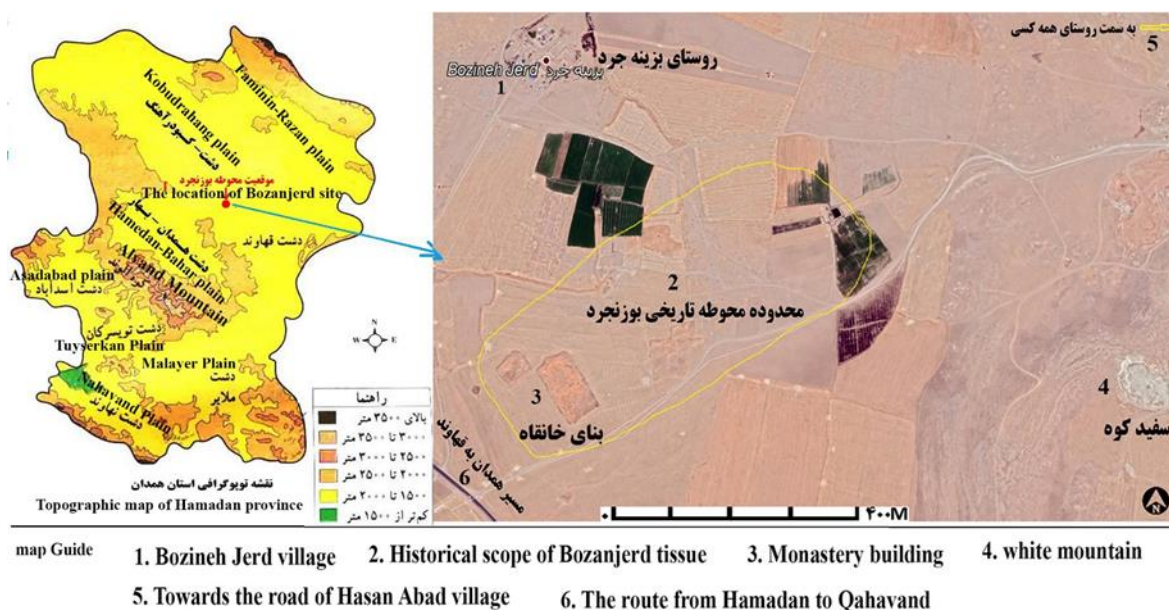 Faminin-Razan plain
Kobudrahang plain
دشت - کبودرآهنگ
موقعیت محوطه بوزنجرد
The location of Bozanjerd site
دشت همدان - بهار
Hamedan-Bahar plain
دشت قهاوند
Alvand Mountain
Asadabad plain
دشت اسدآباد
دشت تویسرکان
Tuyserkan Plain
Malayer Plain
دشت
ملایر
Nahavand Plain
دشت نهاوند
N
W E
S
راهنما
بالای ۳۵۰۰ متر
۳۰۰۰ تا ۳۵۰۰ متر
۲۵۰۰ تا ۳۰۰۰ متر
۲۰۰۰ تا ۲۵۰۰ متر
۱۵۰۰ تا ۲۰۰۰ متر
کم‌تر از ۱۵۰۰ متر
نقشه توپوگرافی استان همدان
Topographic map of Hamadan province
به سمت روستای همه کسی
5
روستای بزینه جرد
Bozineh Jerd بزینه جرد
1
2
محدوده محوطه تاریخی بوزنجرد
3
بنای خانقاه
4
سفید کوه
6
مسیر همدان به قهاوند
۰ ۴۰۰M
N
map Guide
1. Bozineh Jerd village 2. Historical scope of Bozanjerd tissue 3. Monastery building 4. white mountain
5. Towards the road of Hasan Abad village 6. The route from Hamadan to Qahavand